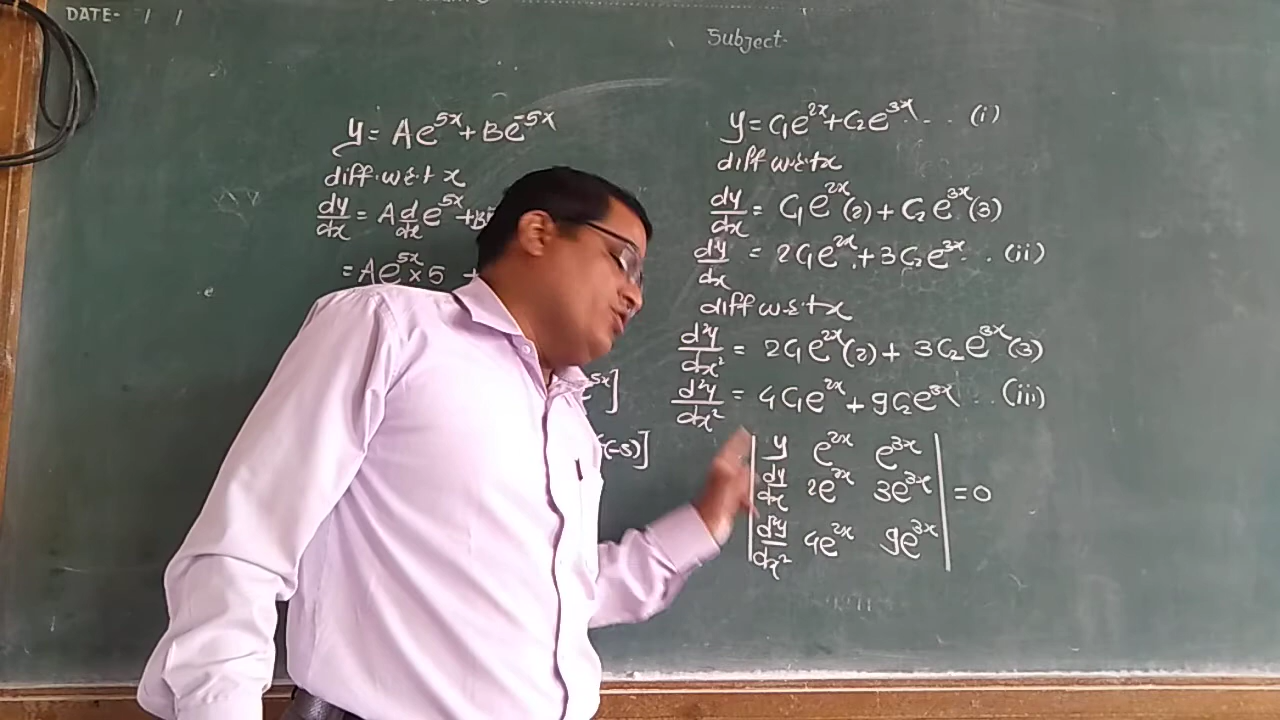 DATE- / /
Subject-
y = Ae^{5x} + Be^{-5x}
diff. w.r.t x
dy/dx = A d/dx e^{5x} + B
= Ae^{5x} × 5 +
e^{5x}]
(-5)]
y = C₁e^{2x} + C₂e^{3x} ... (i)
diff w.r.t x
dy/dx = C₁e^{2x}(2) + C₂e^{3x}(3)
dy/dx = 2C₁e^{2x} + 3C₂e^{3x} ... (ii)
diff w.r.t x
d²y/dx² = 2C₁e^{2x}(2) + 3C₂e^{3x}(3)
d²y/dx² = 4C₁e^{2x} + 9C₂e^{3x} ... (iii)
| y e^{2x} e^{3x} |
| dy/dx 2e^{2x} 3e^{3x} | = 0
| d²y/dx² 4e^{2x} 9e^{3x} |